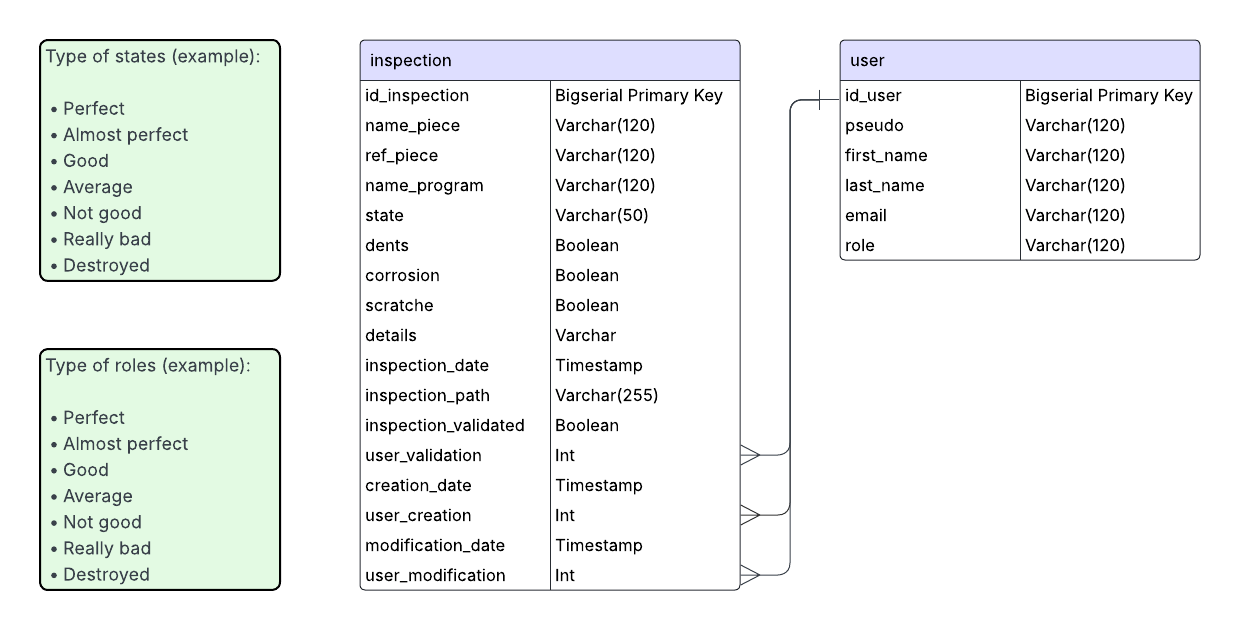 Type of states (example):
• Perfect
• Almost perfect
• Good
• Average
• Not good
• Really bad
• Destroyed
Type of roles (example):
• Perfect
• Almost perfect
• Good
• Average
• Not good
• Really bad
• Destroyed
inspection
id_inspection Bigserial Primary Key
name_piece Varchar(120)
ref_piece Varchar(120)
name_program Varchar(120)
state Varchar(50)
dents Boolean
corrosion Boolean
scratche Boolean
details Varchar
inspection_date Timestamp
inspection_path Varchar(255)
inspection_validated Boolean
user_validation Int
creation_date Timestamp
user_creation Int
modification_date Timestamp
user_modification Int
user
id_user Bigserial Primary Key
pseudo Varchar(120)
first_name Varchar(120)
last_name Varchar(120)
email Varchar(120)
role Varchar(120)